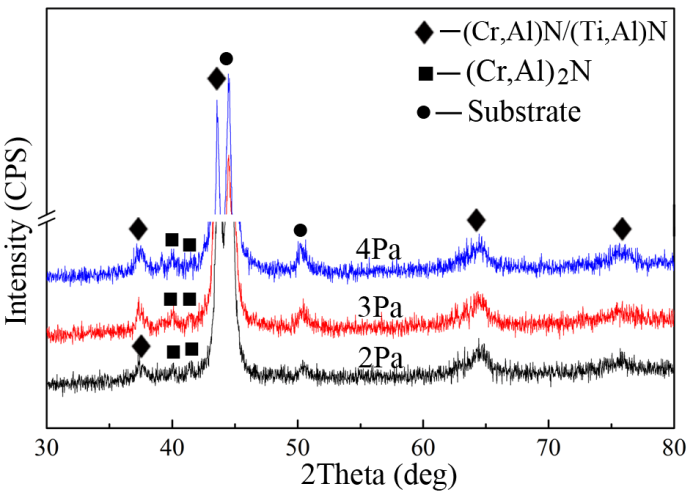 —(Cr,Al)N/(Ti,Al)N
—(Cr,Al)₂N
—Substrate
Intensity (CPS)
4Pa
3Pa
2Pa
30 40 50 60 70 80
2Theta (deg)